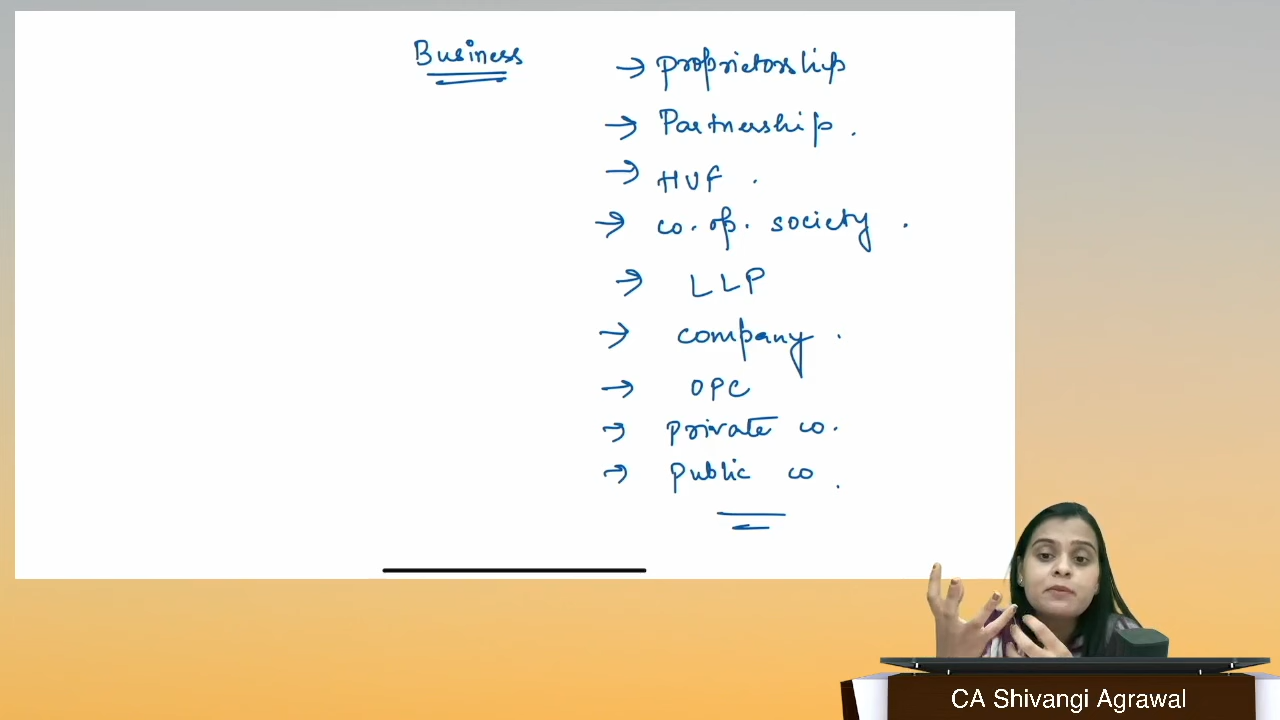 Business
→ Proprietorship
→ Partnership.
→ HUF.
→ co. op. society.
→ LLP
→ company.
→ OPC
→ private co.
→ public co.
CA Shivangi Agrawal